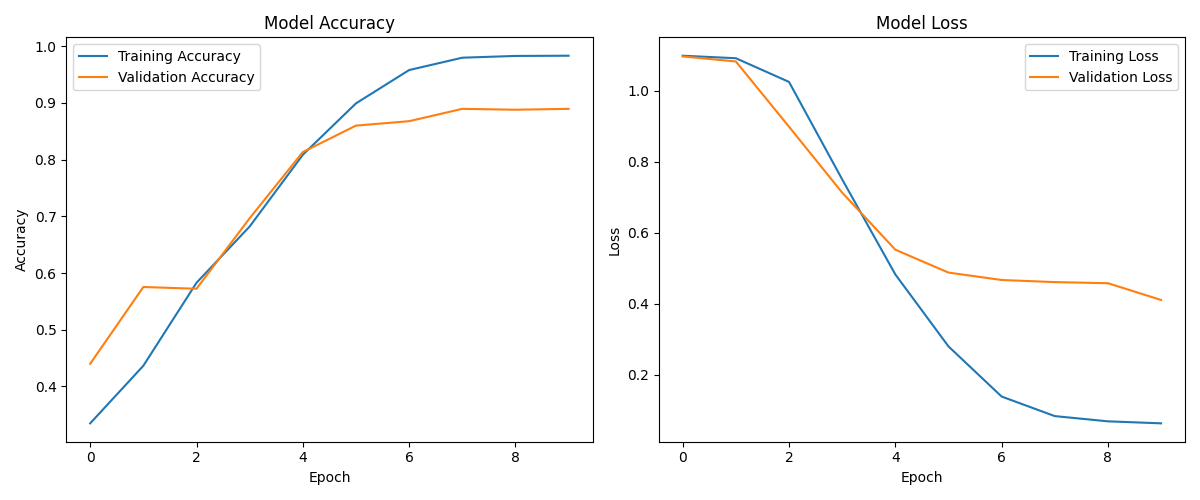 Model Accuracy
Training Accuracy
Validation Accuracy
Accuracy
1.0
0.9
0.8
0.7
0.6
0.5
0.4
0 2 4 6 8
Epoch
Model Loss
Training Loss
Validation Loss
Loss
1.0
0.8
0.6
0.4
0.2
0 2 4 6 8
Epoch